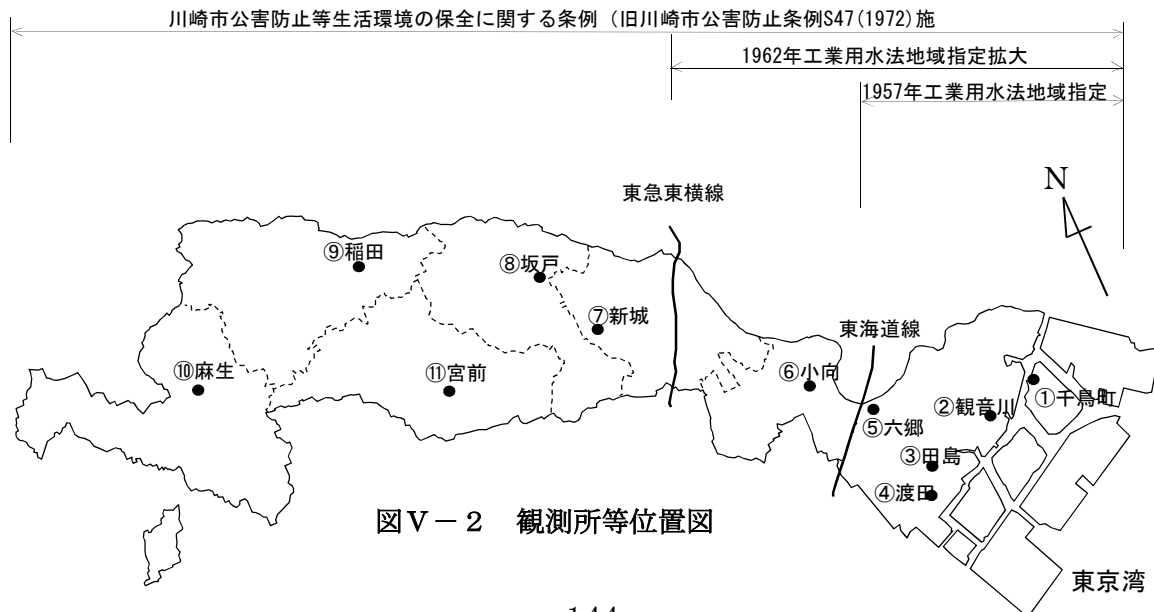 川崎市公害防止等生活環境の保全に関する条例（旧川崎市公害防止条例S47(1972)施
1962年工業用水法地域指定拡大
1957年工業用水法地域指定
N
東急東横線
東海道線
⑨稲田
⑧坂戸
⑦新城
⑩麻生
⑪宮前
⑥小向
①千鳥町
②観音川
⑤六郷
③田島
④渡田
図Ⅴ－２　観測所等位置図
東京湾
144